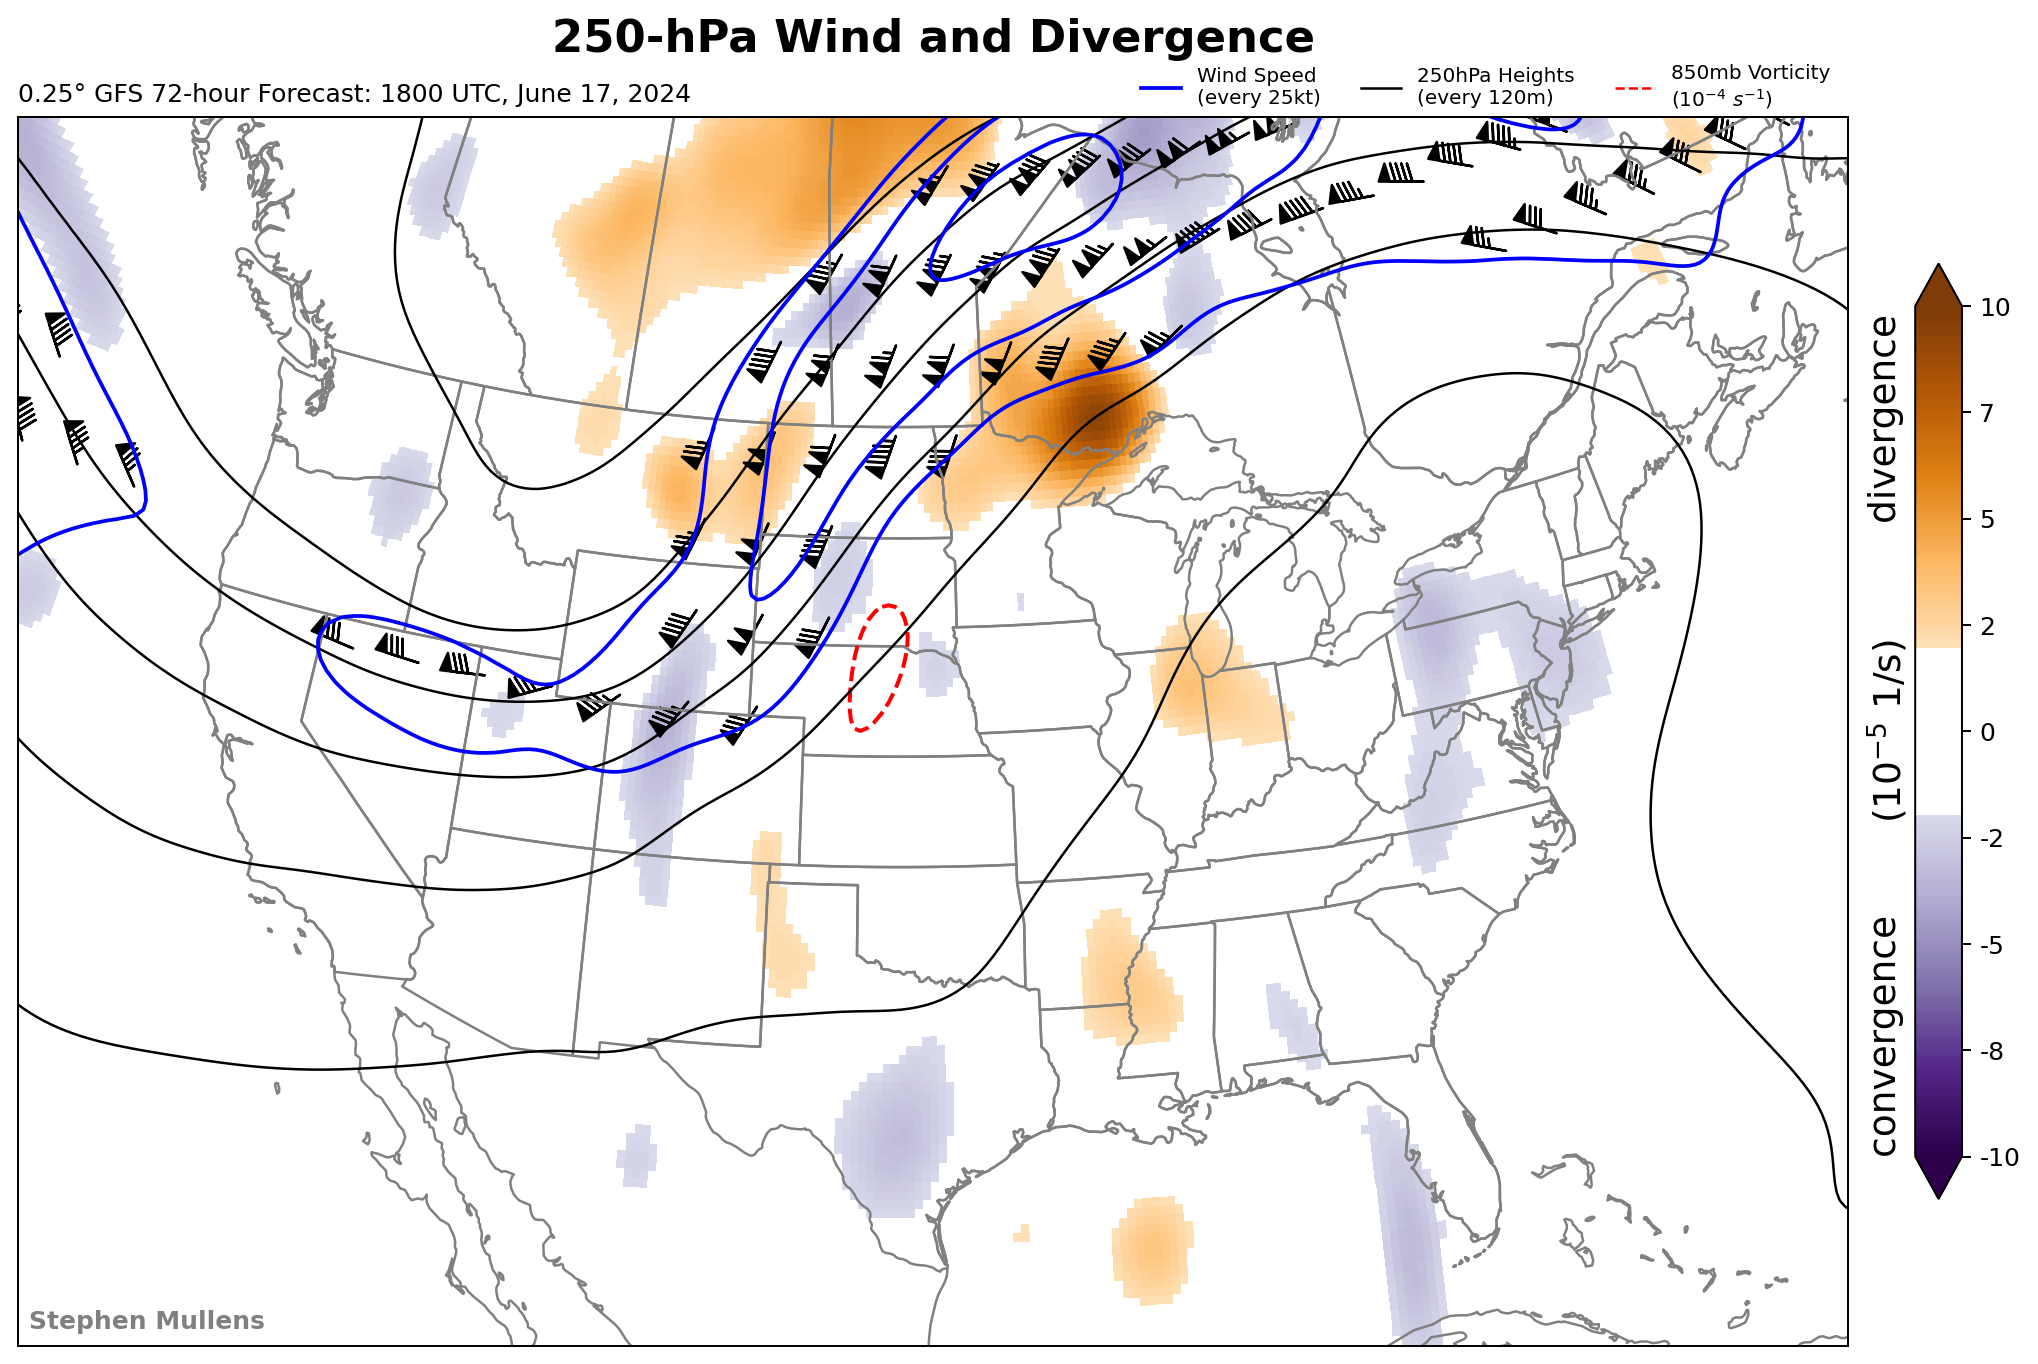 250-hPa Wind and Divergence
0.25° GFS 72-hour Forecast: 1800 UTC, June 17, 2024
Wind Speed
(every 25kt)
250hPa Heights
(every 120m)
850mb Vorticity
(10⁻⁴ s⁻¹)
10
7
5
2
0
-2
-5
-8
-10
divergence
(10⁻⁵ 1/s)
convergence
Stephen Mullens